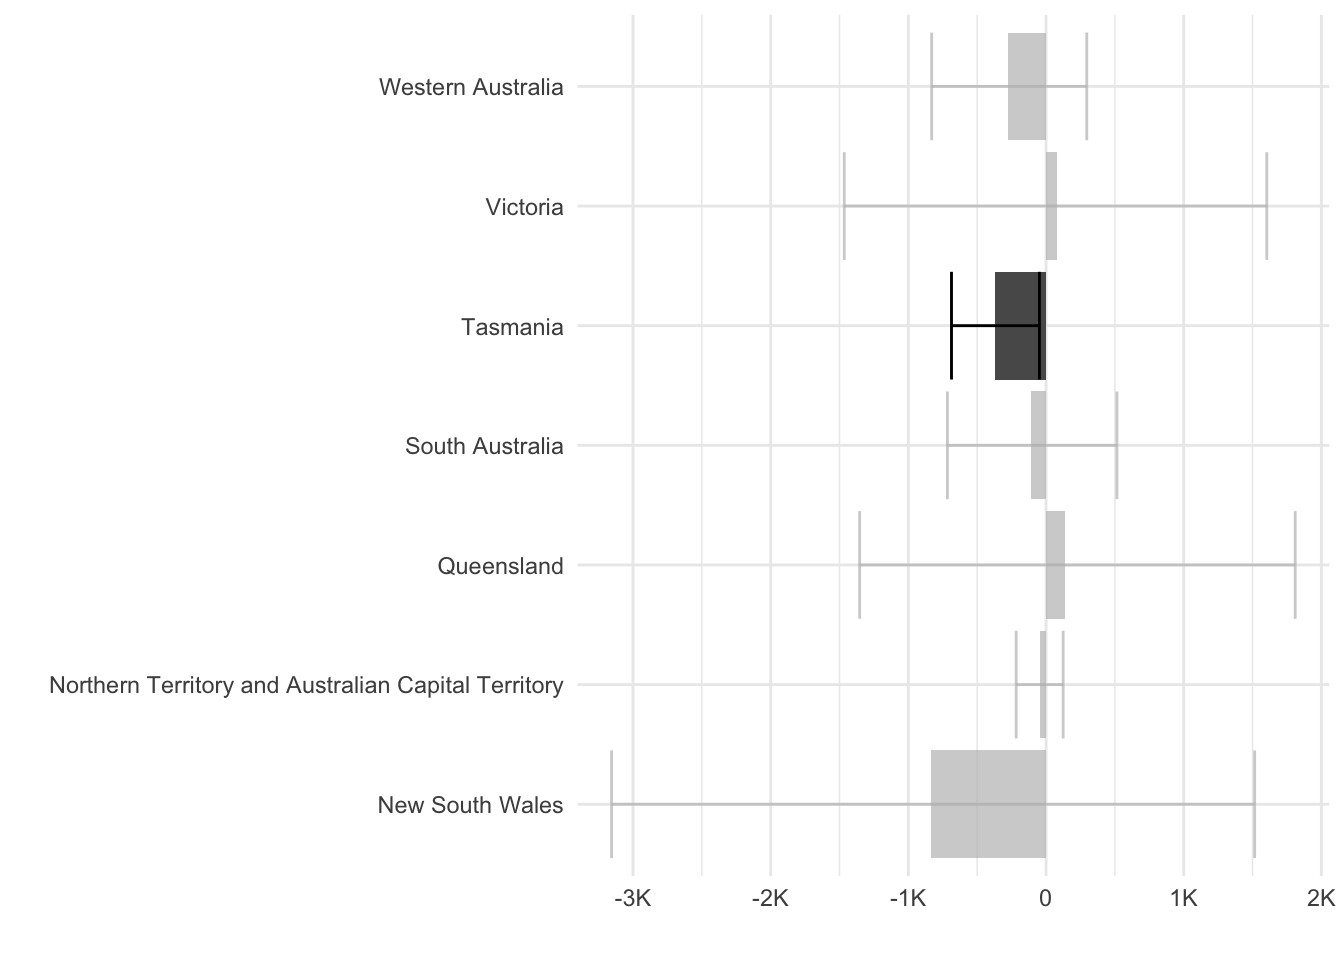 Western Australia
Victoria
Tasmania
South Australia
Queensland
Northern Territory and Australian Capital Territory
New South Wales
-3K -2K -1K 0 1K 2K